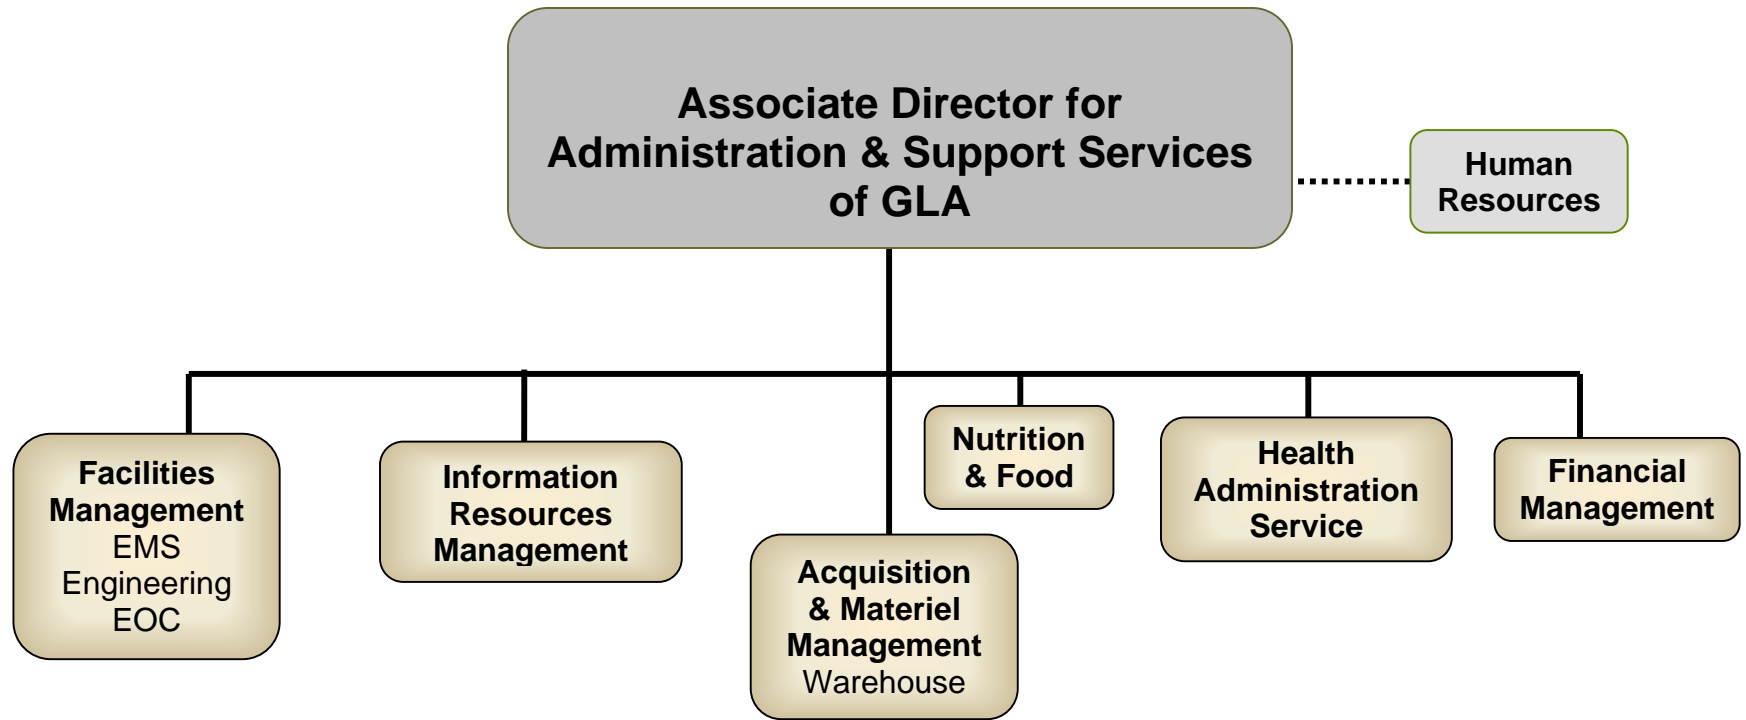 Associate Director for
Administration & Support Services
of GLA
Human
Resources
Facilities
Management
EMS
Engineering
EOC
Information
Resources
Management
Acquisition
& Materiel
Management
Warehouse
Nutrition
& Food
Health
Administration
Service
Financial
Management